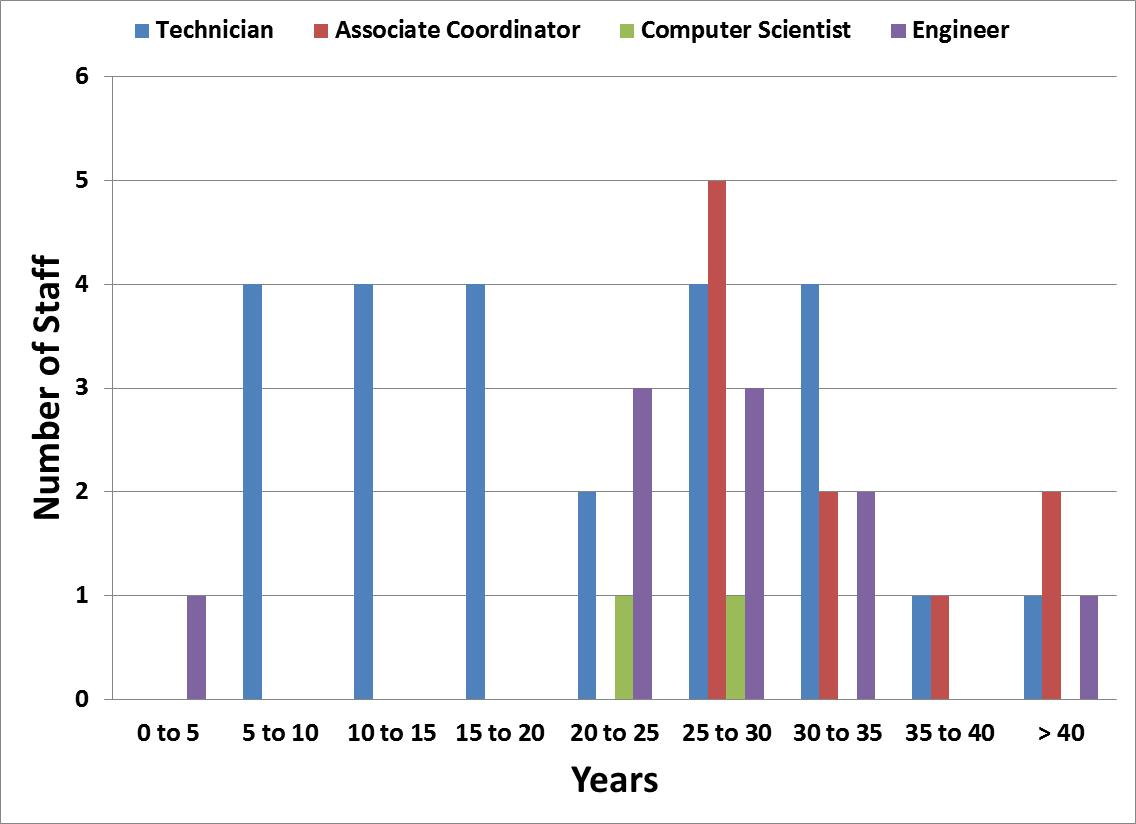 Technician Associate Coordinator Computer Scientist Engineer
6
5
4
3
2
1
0
Number of Staff
0 to 5 5 to 10 10 to 15 15 to 20 20 to 25 25 to 30 30 to 35 35 to 40 > 40
Years